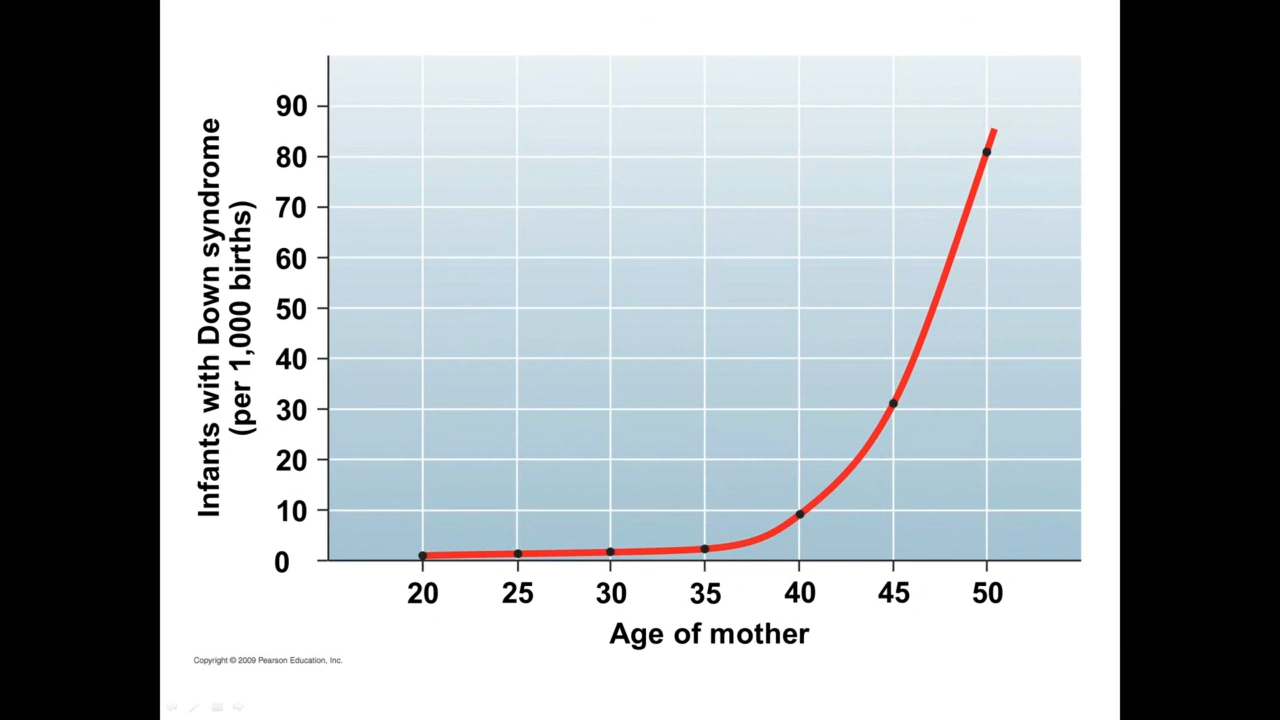 Infants with Down syndrome
(per 1,000 births)
90
80
70
60
50
40
30
20
10
0
20 25 30 35 40 45 50
Age of mother
Copyright © 2009 Pearson Education, Inc.